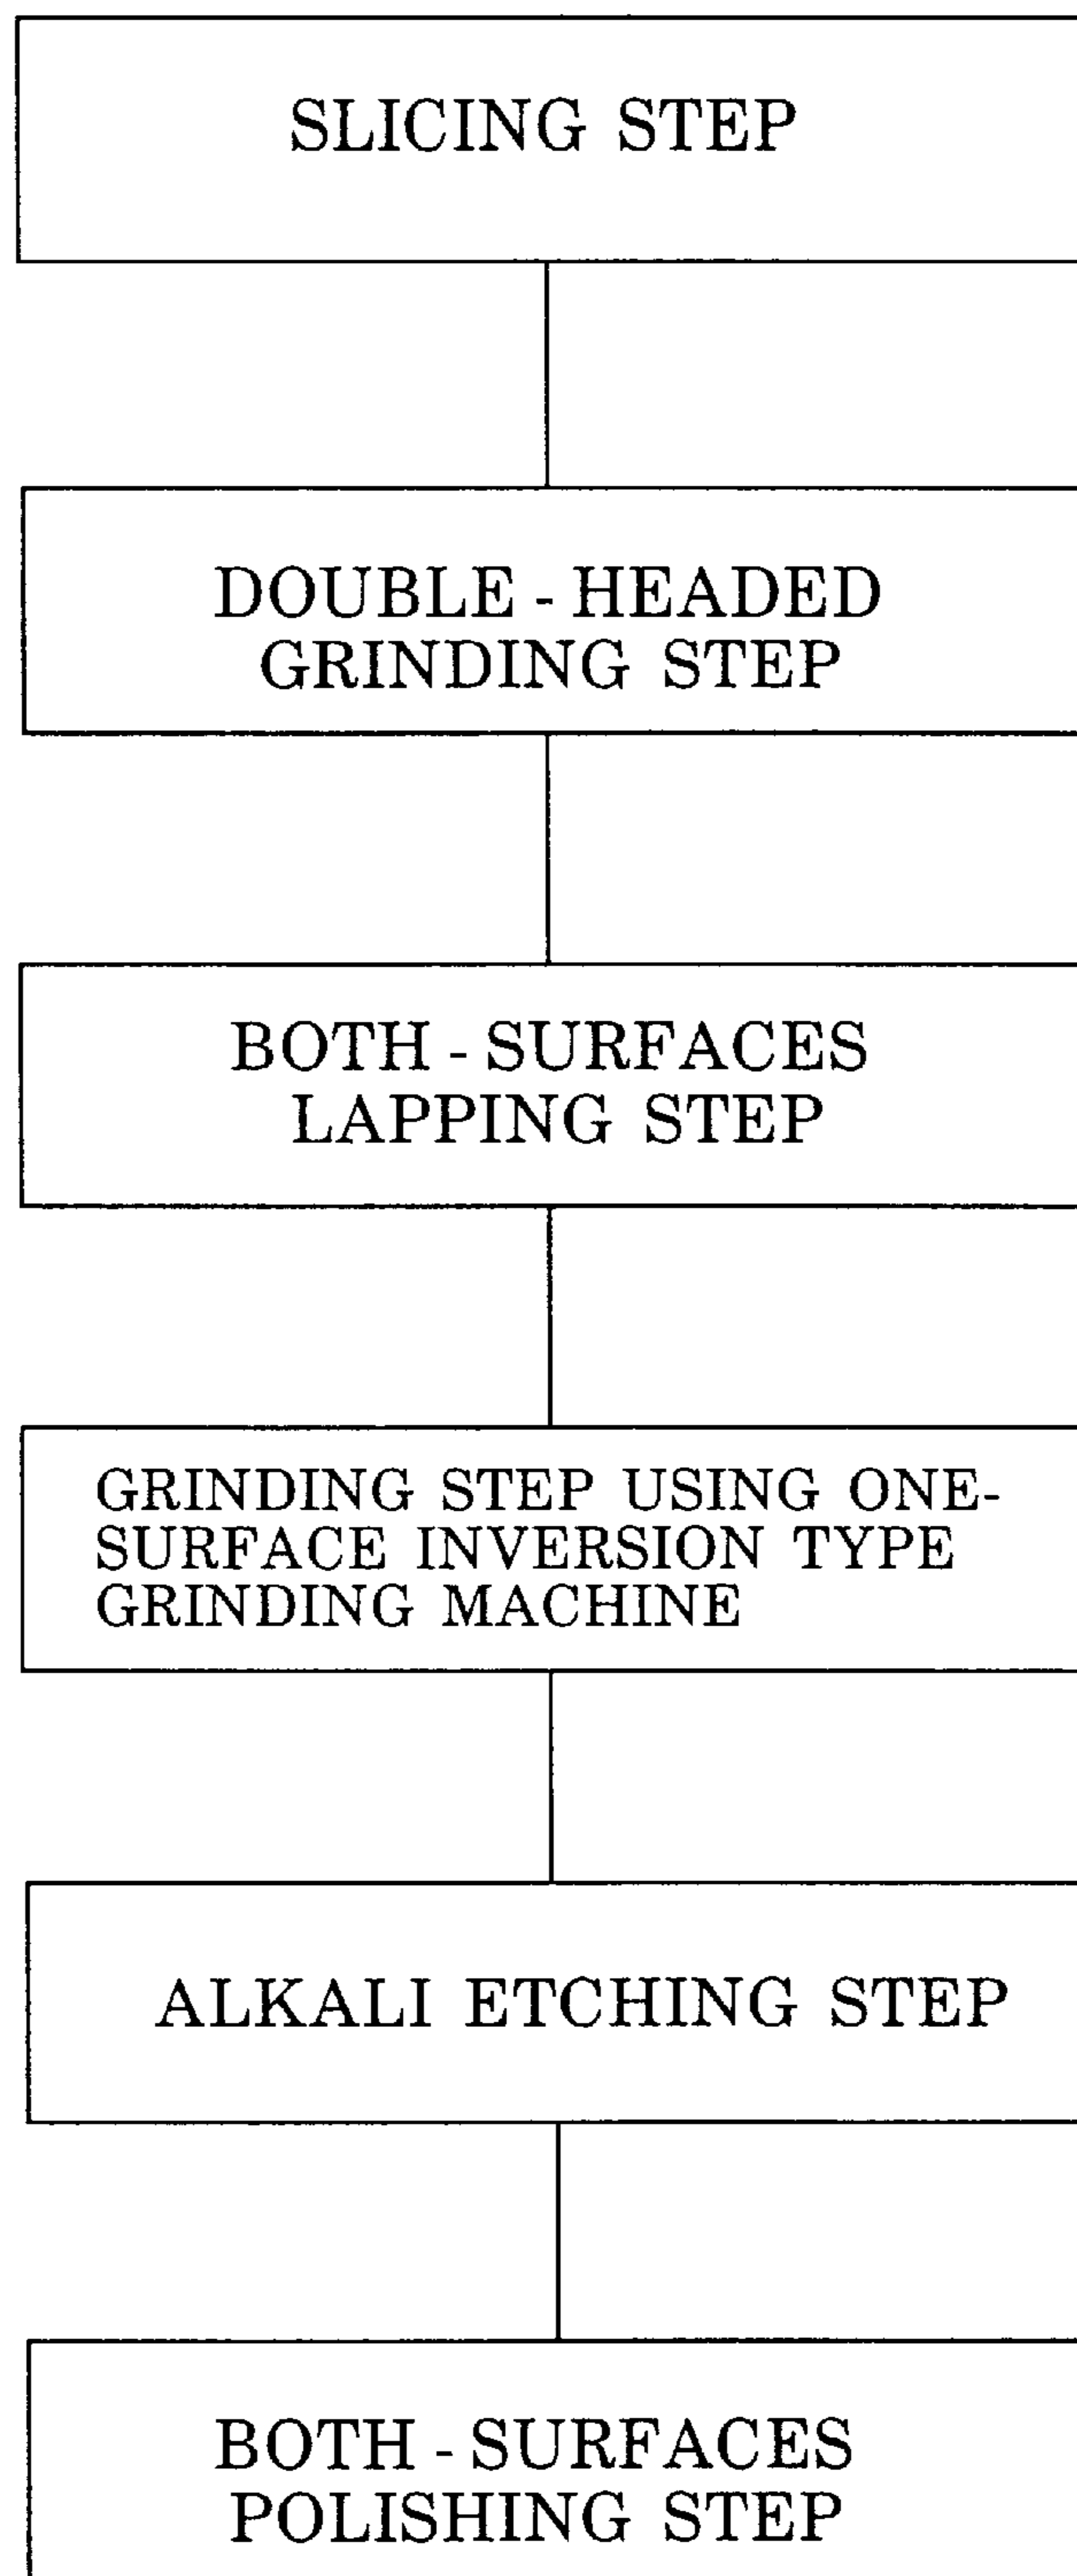 SLICING STEP
DOUBLE - HEADED
GRINDING STEP
BOTH - SURFACES
LAPPING STEP
GRINDING STEP USING ONE-
SURFACE INVERSION TYPE
GRINDING MACHINE
ALKALI ETCHING STEP
BOTH - SURFACES
POLISHING STEP